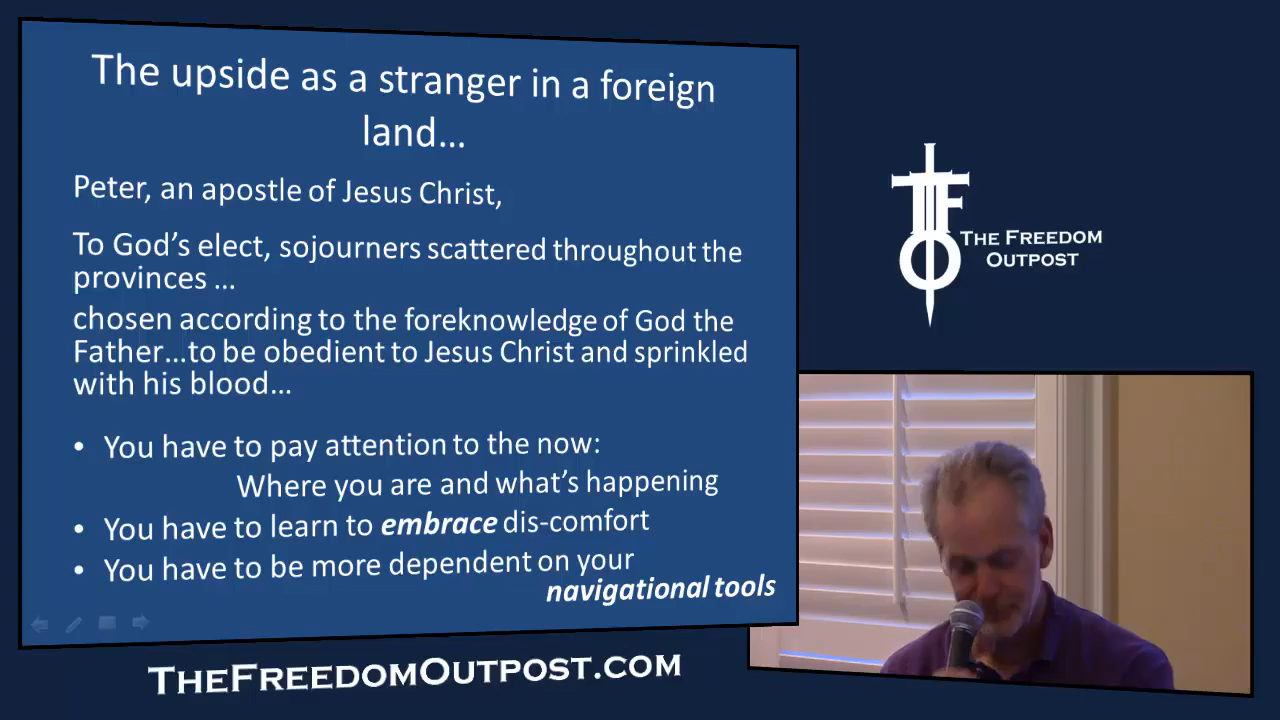 The upside as a stranger in a foreign
land...
Peter, an apostle of Jesus Christ,
To God's elect, sojourners scattered throughout the
provinces ...
chosen according to the foreknowledge of God the
Father...to be obedient to Jesus Christ and sprinkled
with his blood...
• You have to pay attention to the now:
Where you are and what's happening
• You have to learn to embrace dis-comfort
• You have to be more dependent on your
navigational tools
TFO
THE FREEDOM
OUTPOST
THEFREEDOMOUTPOST.COM